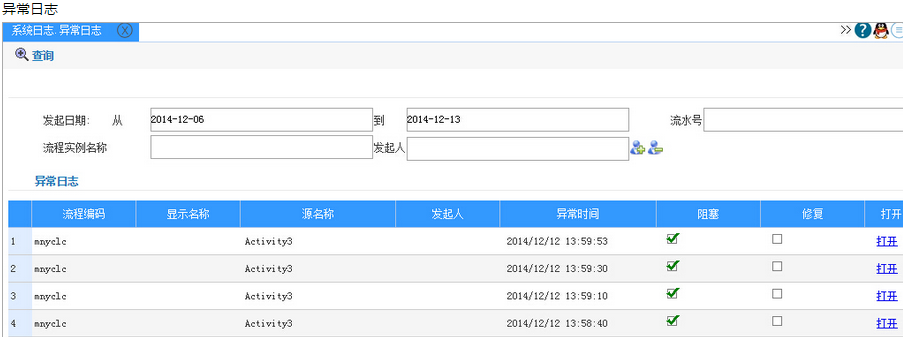 异常日志
系统日志.异常日志
查询
发起日期: 从 2014-12-06 到 2014-12-13 流水号
流程实例名称 发起人
异常日志
流程编码 显示名称 源名称 发起人 异常时间 阻塞 修复 打开
1 mnyclc Activity3 2014/12/12 13:59:53 打开
2 mnyclc Activity3 2014/12/12 13:59:30 打开
3 mnyclc Activity3 2014/12/12 13:59:10 打开
4 mnyclc Activity3 2014/12/12 13:58:40 打开